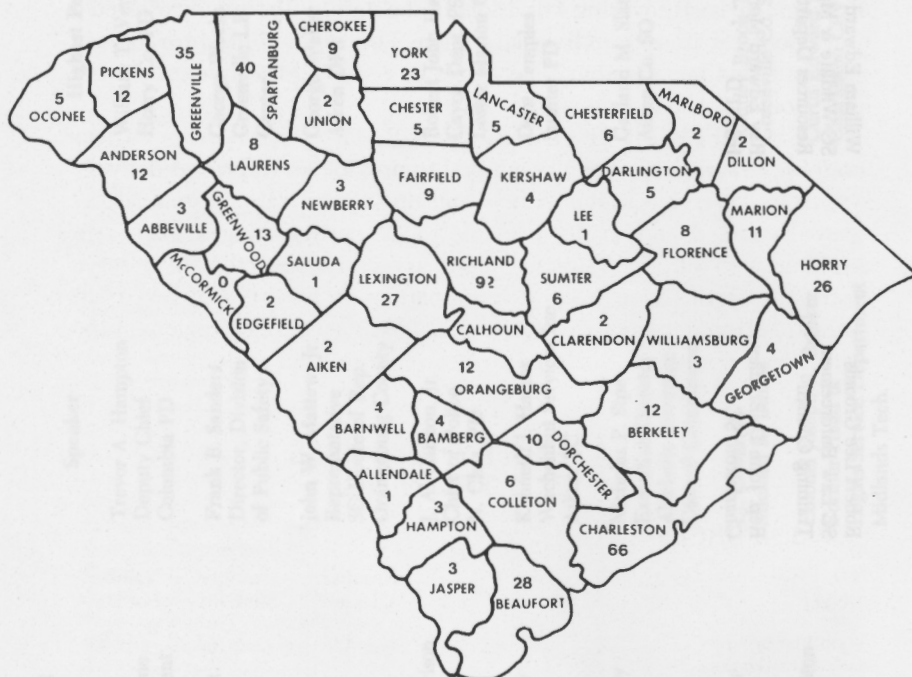 CHEROKEE
9
YORK
23
35
GREENVILLE
40
SPARTANBURG
PICKENS
12
5
OCONEE
2
UNION
CHESTER
5
LANCASTER
5
CHESTERFIELD
6
MARLBORO
2
2
DILLON
ANDERSON
12
8
LAURENS
3
NEWBERRY
FAIRFIELD
9
KERSHAW
4
DARLINGTON
5
LEE
1
MARION
11
3
ABBEVILLE
GREENWOOD
13
8
FLORENCE
HORRY
26
McCORMICK
0
SALUDA
1
LEXINGTON
27
RICHLAND
92
SUMTER
6
2
EDGEFIELD
CALHOUN
2
CLARENDON
WILLIAMSBURG
3
4
GEORGETOWN
2
AIKEN
12
ORANGEBURG
4
BARNWELL
4
BAMBERG
10
DORCHESTER
12
BERKELEY
ALLENDALE
1
6
COLLETON
3
HAMPTON
CHARLESTON
66
3
JASPER
28
BEAUFORT